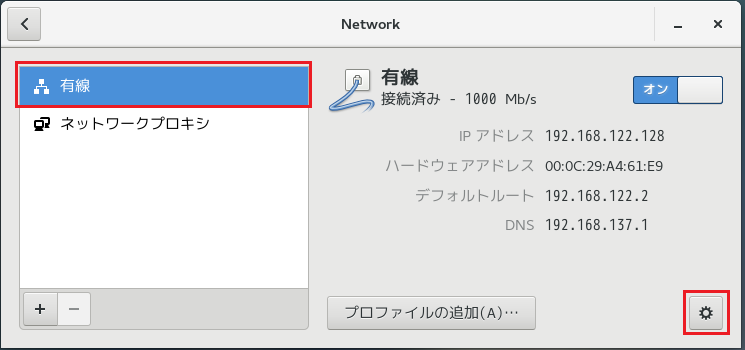 Network
有線
ネットワークプロキシ
有線
接続済み - 1000 Mb/s
オン
IP アドレス 192.168.122.128
ハードウェアアドレス 00:0C:29:A4:61:E9
デフォルトルート 192.168.122.2
DNS 192.168.137.1
プロファイルの追加(A)…